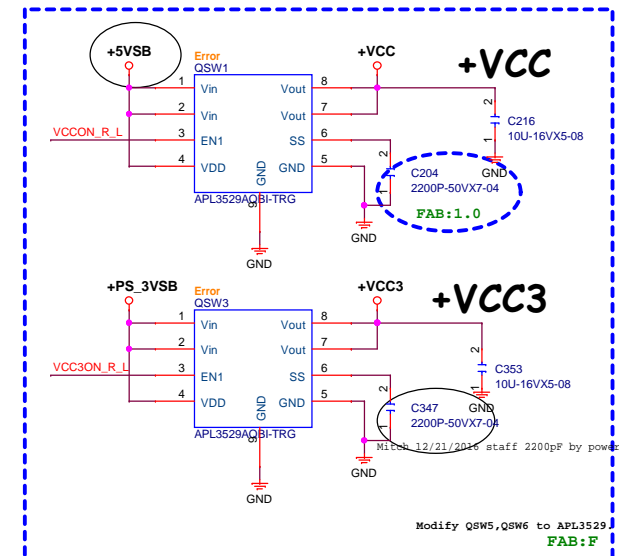 +5VSB
Error
QSW1
+VCC
+VCC
1
Vin
Vout
8
2
Vin
Vout
7
VCCON_R_L
3
EN1
SS
6
4
VDD
GND
5
GND
9
APL3529AQBI-TRG
GND
GND
2
1
C204
2200P-50VX7-04
FAB:1.0
2
1
C216
10U-16VX5-08
GND
+PS_3VSB
Error
QSW3
+VCC3
+VCC3
1
Vin
Vout
8
2
Vin
Vout
7
VCC3ON_R_L
3
EN1
SS
6
4
VDD
GND
5
GND
9
APL3529AQBI-TRG
GND
GND
2
1
C347
2200P-50VX7-04
2
1
C353
10U-16VX5-08
GND
Mitch 12/21/2016 staff 2200pF by power
Modify QSW5,QSW6 to APL3529.
FAB:F